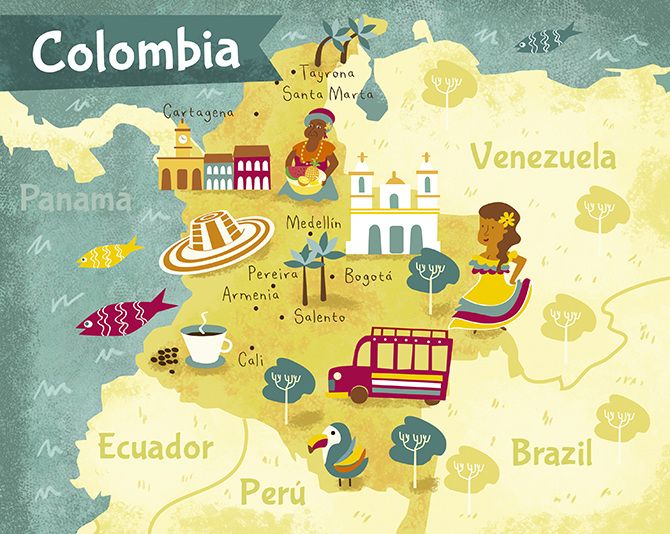 Colombia
Tayrona
Santa Marta
Cartagena
Venezuela
Panamá
Medellín
Pereira
Bogotá
Armenia
Salento
Cali
Ecuador
Brazil
Perú